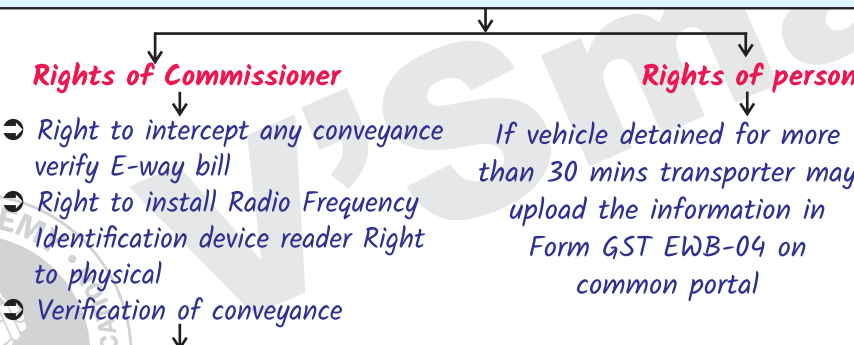 Rights of Commissioner
➲ Right to intercept any conveyance
verify E-way bill
➲ Right to install Radio Frequency
Identification device reader Right
to physical
➲ Verification of conveyance
Rights of person
If vehicle detained for more
than 30 mins transporter may
upload the information in
Form GST EWB-04 on
common portal
V'Sma
EMY